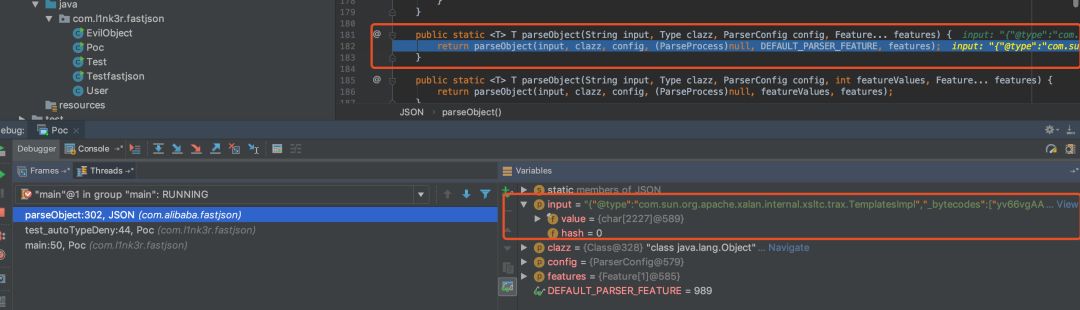 java
com.l1nk3r.fastjson
EvilObject
Poc
Test
Testfastjson
User
resources
test
180
181
182
183
184
185
186
187
@ public static <T> T parseObject(String input, Type clazz, ParserConfig config, Feature... features) { input: "{"@type":"com.
return parseObject(input, clazz, config, (ParseProcess)null, DEFAULT_PARSER_FEATURE, features); input: "{"@type":"com.sun
}
@ public static <T> T parseObject(String input, Type clazz, ParserConfig config, int featureValues, Feature... features) {
return parseObject(input, clazz, config, (ParseProcess)null, featureValues, features);
}
JSON › parseObject()
ebug: Poc ×
Debugger Console
Frames Threads
"main"@1 in group "main": RUNNING
parseObject:302, JSON (com.alibaba.fastjson)
test_autoTypeDeny:44, Poc (com.l1nk3r.fastjson)
main:50, Poc (com.l1nk3r.fastjson)
Variables
static members of JSON
input = "{"@type":"com.sun.org.apache.xalan.internal.xsltc.trax.TemplatesImpl","_bytecodes":["yv66vgAA ... View
value = {char[2227]@589}
hash = 0
clazz = {Class@328} "class java.lang.Object" ... Navigate
config = {ParserConfig@579}
features = {Feature[1]@585}
DEFAULT_PARSER_FEATURE = 989